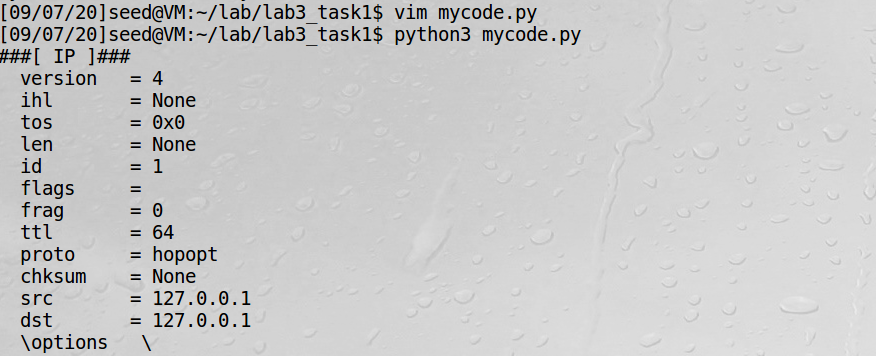 [09/07/20]seed@VM:~/lab/lab3_task1$ vim mycode.py
[09/07/20]seed@VM:~/lab/lab3_task1$ python3 mycode.py
###[ IP ]###
  version   = 4
  ihl       = None
  tos       = 0x0
  len       = None
  id        = 1
  flags     =
  frag      = 0
  ttl       = 64
  proto     = hopopt
  chksum    = None
  src       = 127.0.0.1
  dst       = 127.0.0.1
  \options   \